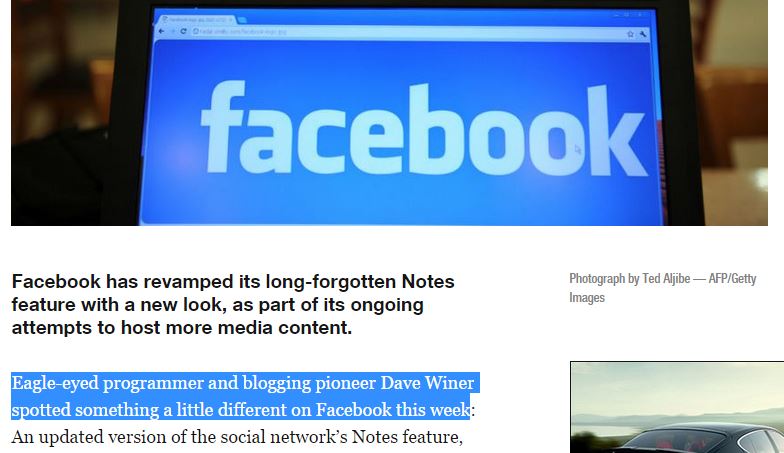 facebook
Facebook has revamped its long-forgotten Notes
feature with a new look, as part of its ongoing
attempts to host more media content.
Photograph by Ted Aljibe — AFP/Getty
Images
Eagle-eyed programmer and blogging pioneer Dave Winer
spotted something a little different on Facebook this week:
An updated version of the social network’s Notes feature,